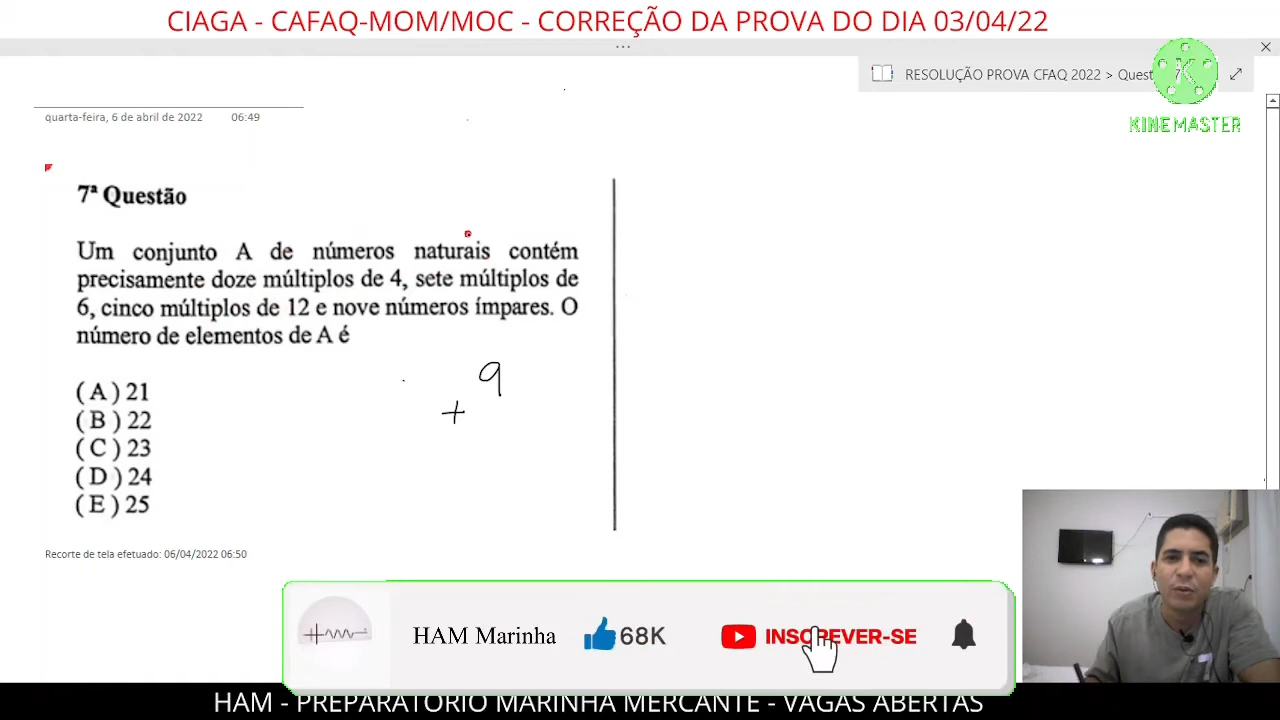 CIAGA - CAFAQ-MOM/MOC - CORREÇÃO DA PROVA DO DIA 03/04/22
RESOLUÇÃO PROVA CFAQ 2022 > Quest
7
K
KINEMASTER
quarta-feira, 6 de abril de 2022 06:49
7ª Questão
Um conjunto A de números naturais contém
precisamente doze múltiplos de 4, sete múltiplos de
6, cinco múltiplos de 12 e nove números ímpares. O
número de elementos de A é
9
+
( A ) 21
( B ) 22
( C ) 23
( D ) 24
( E ) 25
Recorte de tela efetuado: 06/04/2022 06:50
HAM Marinha 68K INSCREVER-SE
HAM - PREPARATÓRIO MARINHA MERCANTE - VAGAS ABERTAS